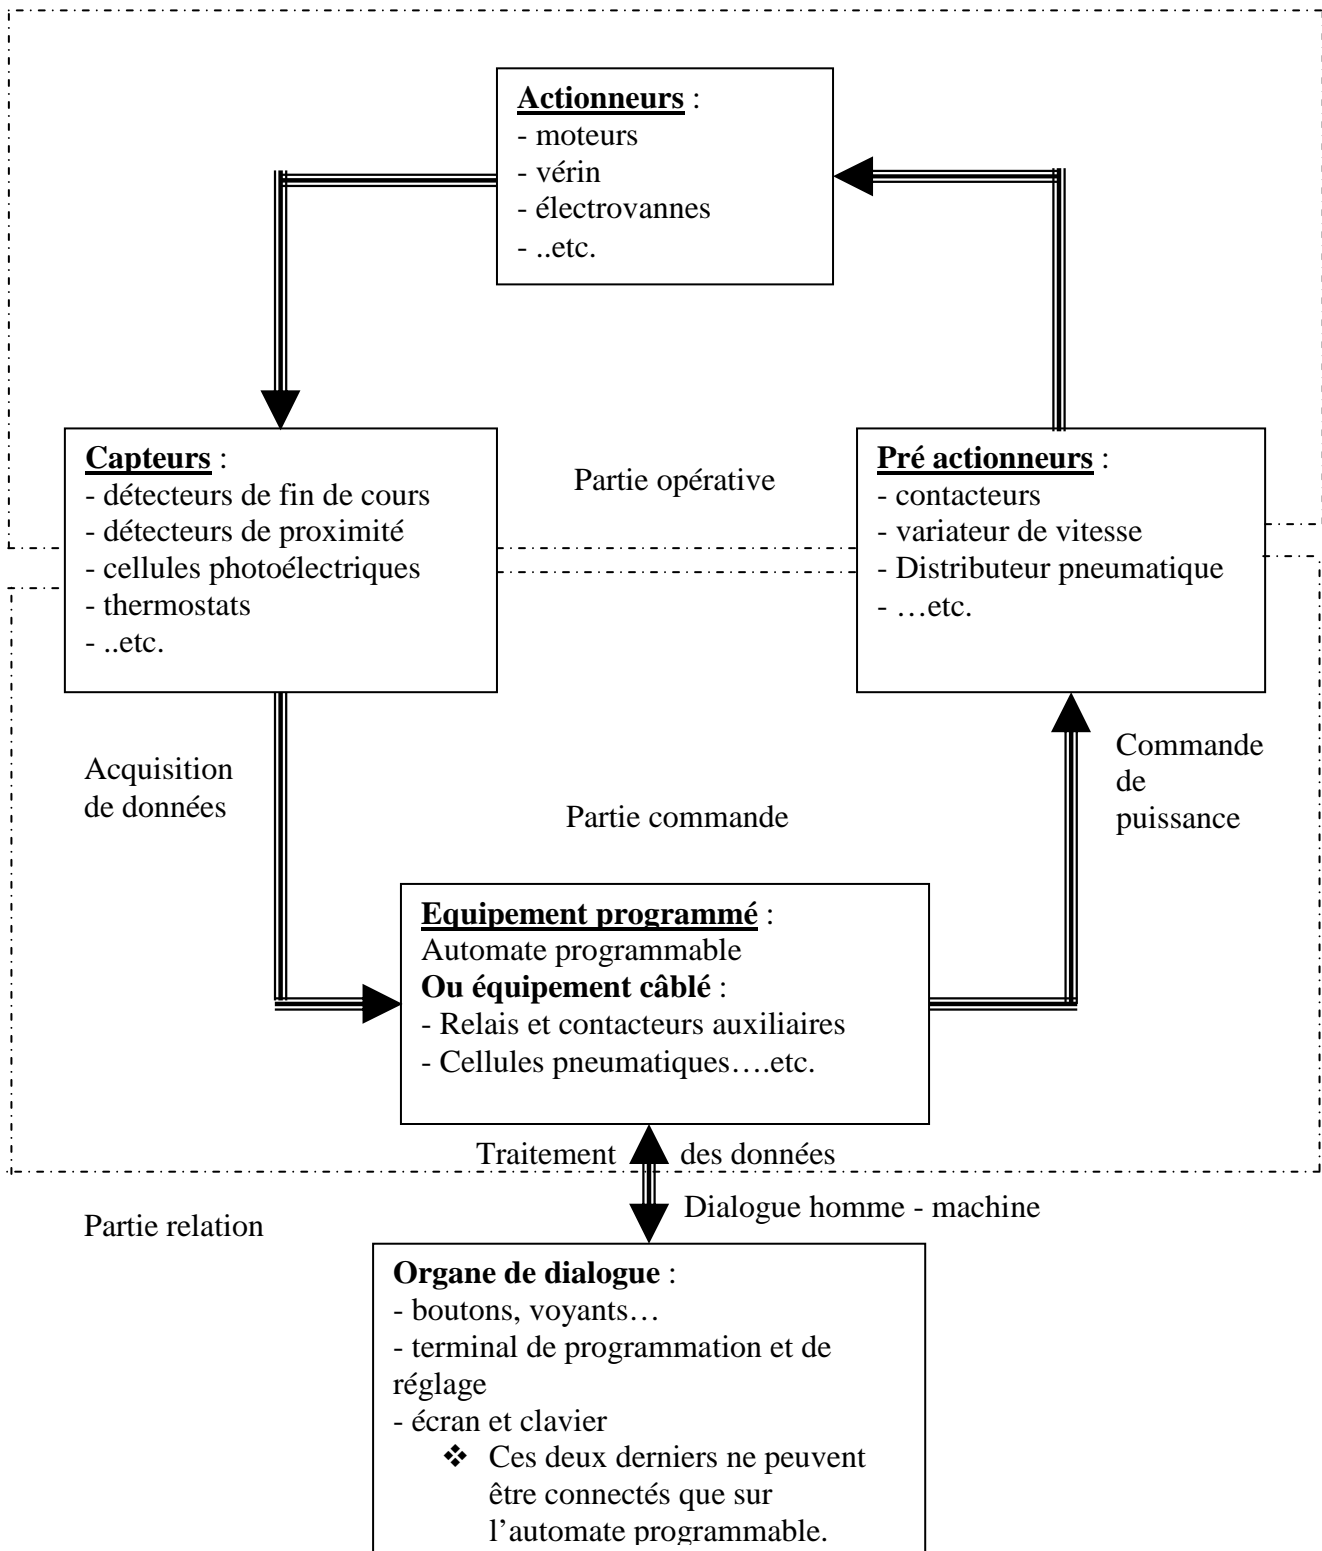 Actionneurs :
- moteurs
- vérin
- électrovannes
- ..etc.
Capteurs :
- détecteurs de fin de cours
- détecteurs de proximité
- cellules photoélectriques
- thermostats
- ..etc.
Partie opérative
Pré actionneurs :
- contacteurs
- variateur de vitesse
- Distributeur pneumatique
- …etc.
Acquisition
de données
Partie commande
Commande
de
puissance
Equipement programmé :
Automate programmable
Ou équipement câblé :
- Relais et contacteurs auxiliaires
- Cellules pneumatiques….etc.
Traitement des données
Dialogue homme - machine
Partie relation
Organe de dialogue :
- boutons, voyants…
- terminal de programmation et de
réglage
- écran et clavier
❖ Ces deux derniers ne peuvent
être connectés que sur
l’automate programmable.